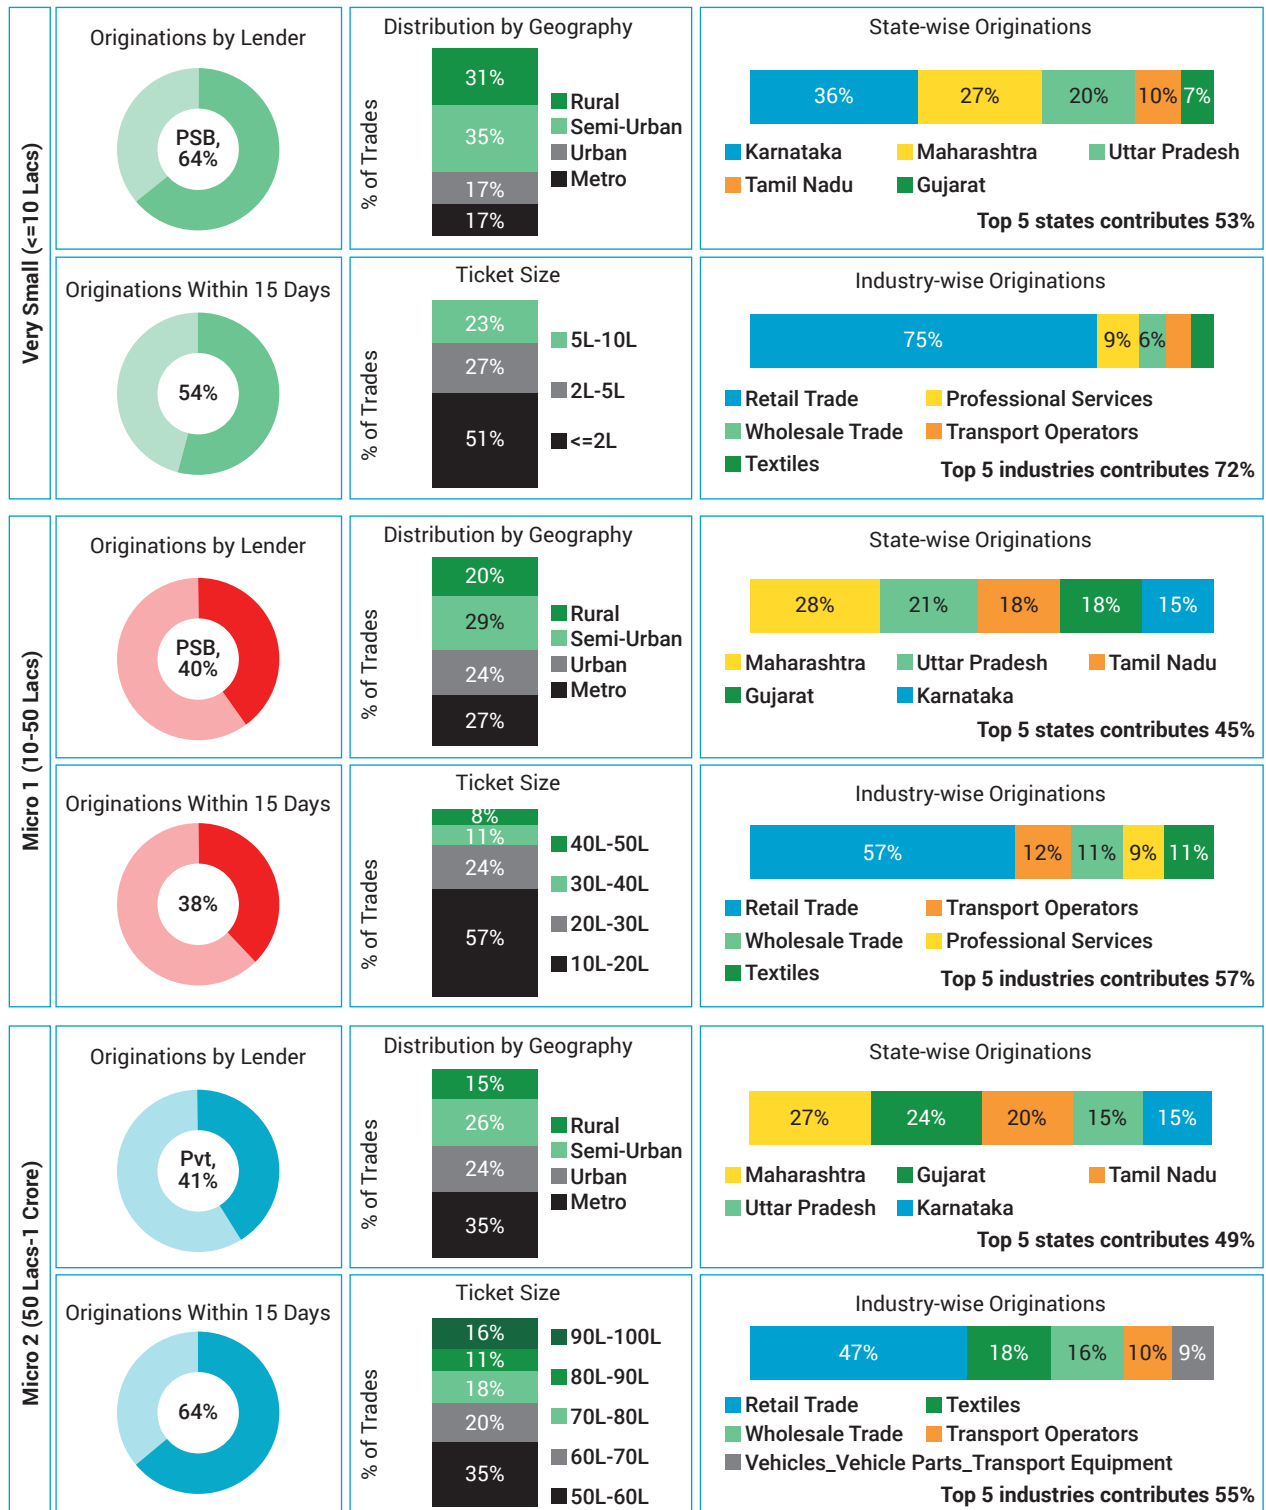 Very Small (<=10 Lacs)
Originations by Lender
PSB,
64%
Distribution by Geography
% of Trades
31%
35%
17%
17%
Rural
Semi-Urban
Urban
Metro
State-wise Originations
36% 27% 20% 10% 7%
Karnataka Maharashtra Uttar Pradesh
Tamil Nadu Gujarat
Top 5 states contributes 53%
Originations Within 15 Days
54%
Ticket Size
% of Trades
23%
27%
51%
5L-10L
2L-5L
<=2L
Industry-wise Originations
75% 9% 6%
Retail Trade Professional Services
Wholesale Trade Transport Operators
Textiles
Top 5 industries contributes 72%
Micro 1 (10-50 Lacs)
Originations by Lender
PSB,
40%
Distribution by Geography
% of Trades
20%
29%
24%
27%
Rural
Semi-Urban
Urban
Metro
State-wise Originations
28% 21% 18% 18% 15%
Maharashtra Uttar Pradesh Tamil Nadu
Gujarat Karnataka
Top 5 states contributes 45%
Originations Within 15 Days
38%
Ticket Size
% of Trades
8%
11%
24%
57%
40L-50L
30L-40L
20L-30L
10L-20L
Industry-wise Originations
57% 12% 11% 9% 11%
Retail Trade Transport Operators
Wholesale Trade Professional Services
Textiles
Top 5 industries contributes 57%
Micro 2 (50 Lacs-1 Crore)
Originations by Lender
Pvt,
41%
Distribution by Geography
% of Trades
15%
26%
24%
35%
Rural
Semi-Urban
Urban
Metro
State-wise Originations
27% 24% 20% 15% 15%
Maharashtra Gujarat Tamil Nadu
Uttar Pradesh Karnataka
Top 5 states contributes 49%
Originations Within 15 Days
64%
Ticket Size
% of Trades
16%
11%
18%
20%
35%
90L-100L
80L-90L
70L-80L
60L-70L
50L-60L
Industry-wise Originations
47% 18% 16% 10% 9%
Retail Trade Textiles
Wholesale Trade Transport Operators
Vehicles_Vehicle Parts_Transport Equipment
Top 5 industries contributes 55%